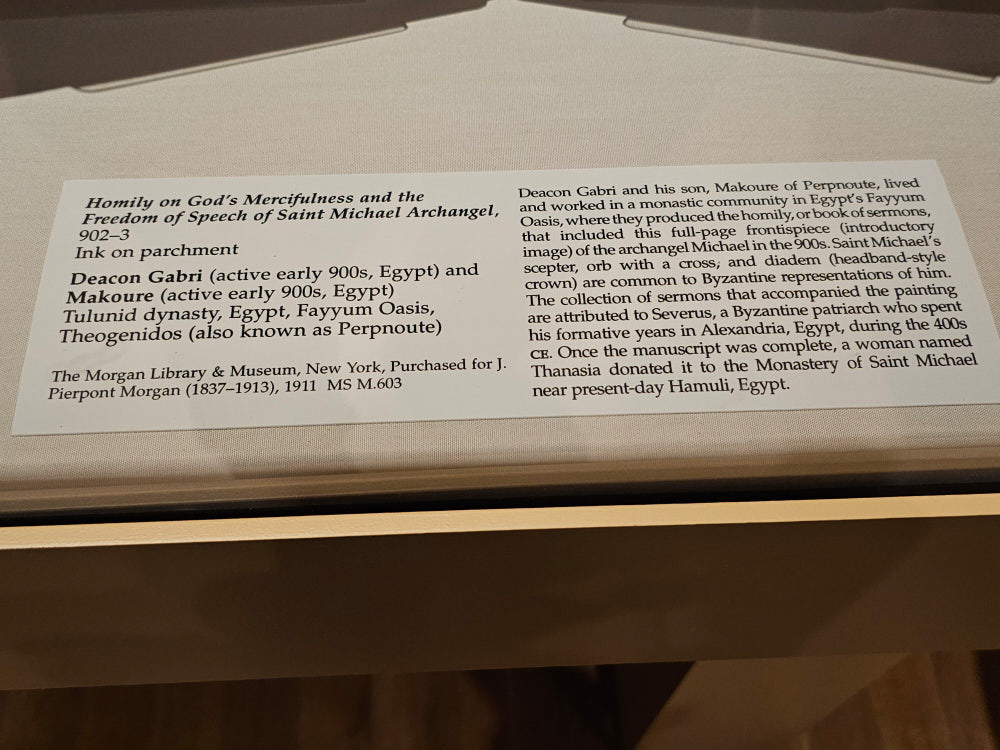 Homily on God's Mercifulness and the
Freedom of Speech of Saint Michael Archangel,
902–3
Ink on parchment
Deacon Gabri (active early 900s, Egypt) and
Makoure (active early 900s, Egypt)
Tulunid dynasty, Egypt, Fayyum Oasis,
Theogenidos (also known as Perpnoute)
The Morgan Library & Museum, New York, Purchased for J.
Pierpont Morgan (1837–1913), 1911 MS M.603
Deacon Gabri and his son, Makoure of Perpnoute, lived
and worked in a monastic community in Egypt's Fayyum
Oasis, where they produced the homily, or book of sermons,
that included this full-page frontispiece (introductory
image) of the archangel Michael in the 900s. Saint Michael's
scepter, orb with a cross, and diadem (headband-style
crown) are common to Byzantine representations of him.
The collection of sermons that accompanied the painting
are attributed to Severus, a Byzantine patriarch who spent
his formative years in Alexandria, Egypt, during the 400s
CE. Once the manuscript was complete, a woman named
Thanasia donated it to the Monastery of Saint Michael
near present-day Hamuli, Egypt.